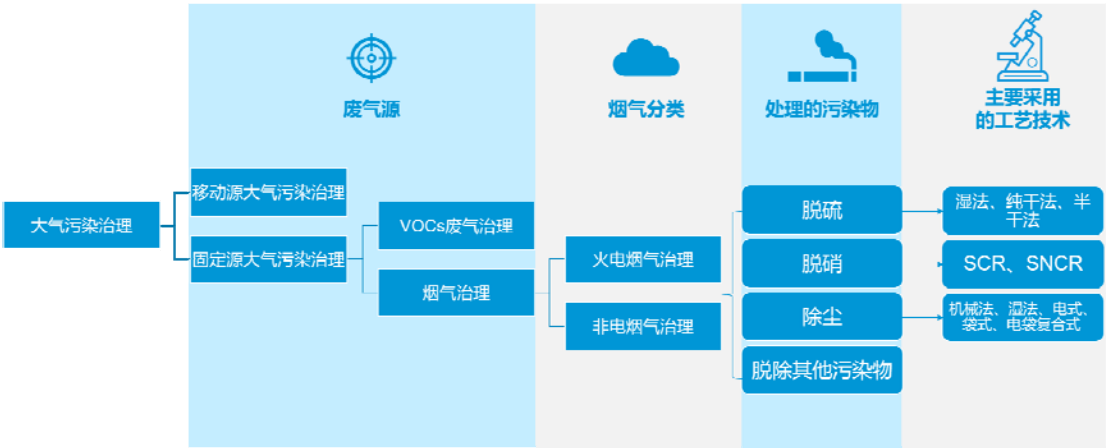 废气源
烟气分类
处理的污染物
主要采用
的工艺技术
大气污染治理
移动源大气污染治理
固定源大气污染治理
VOCs废气治理
烟气治理
火电烟气治理
非电烟气治理
脱硫
脱硝
除尘
脱除其他污染物
湿法、纯干法、半
干法
SCR、SNCR
机械法、湿法、电式、
袋式、电袋复合式